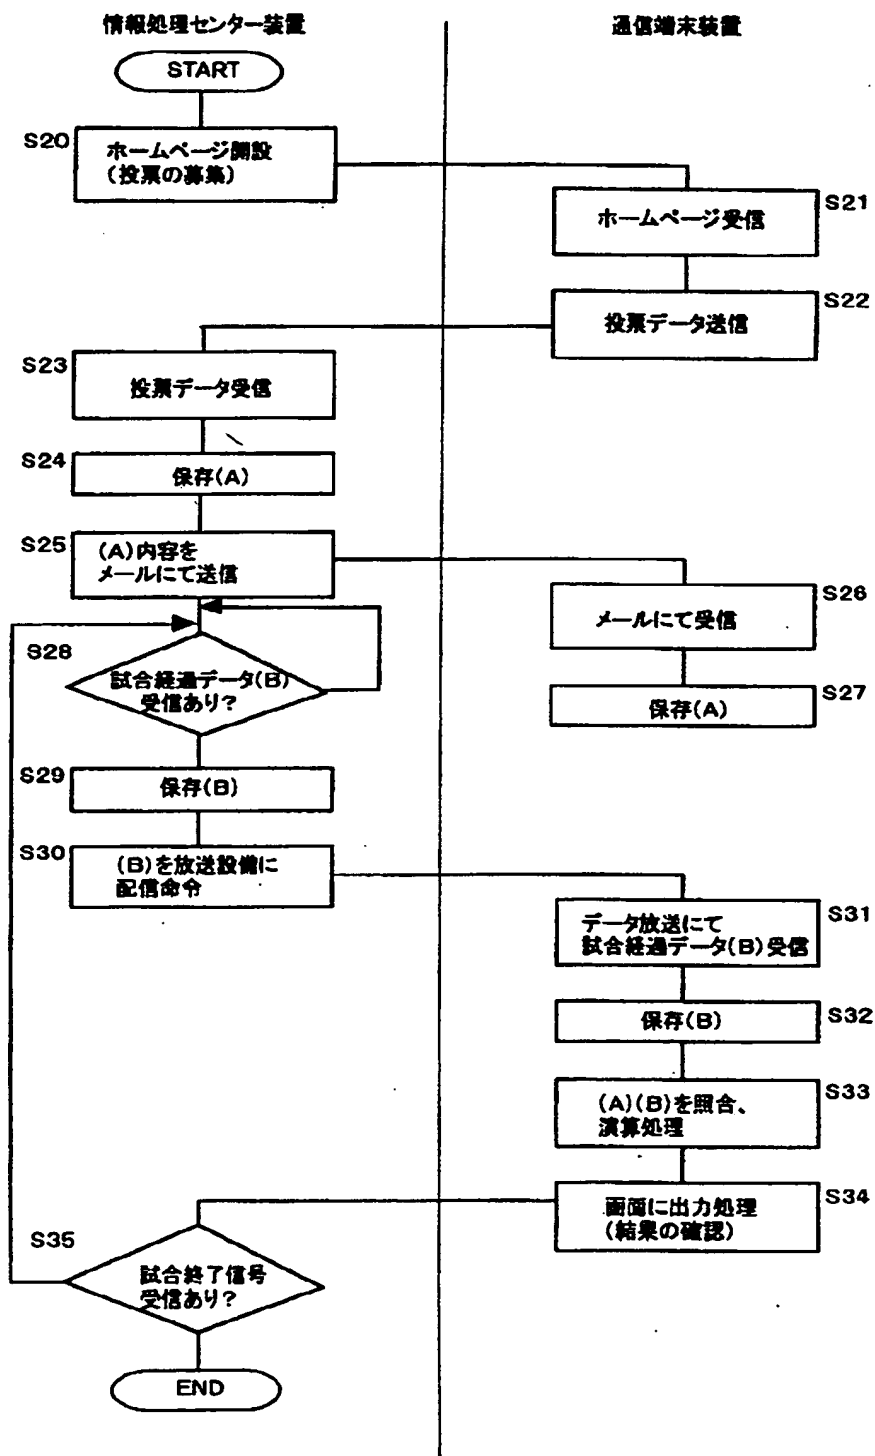 情報処理センター装置
通信端末装置
START
S20
ホームページ開設
(投票の募集)
S21
ホームページ受信
S22
投票データ送信
S23
投票データ受信
S24
保存(A)
S25
(A)内容を
メールにて送信
S26
メールにて受信
S27
保存(A)
S28
試合経過データ(B)
受信あり?
S29
保存(B)
S30
(B)を放送設備に
配信命令
S31
データ放送にて
試合経過データ(B)受信
S32
保存(B)
S33
(A)(B)を照合、
演算処理
S34
画面に出力処理
(結果の確認)
S35
試合終了信号
受信あり?
END